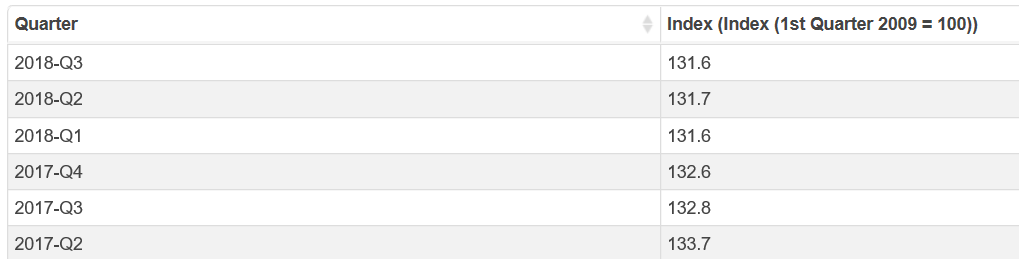 Quarter Index (Index (1st Quarter 2009 = 100))
2018-Q3 131.6
2018-Q2 131.7
2018-Q1 131.6
2017-Q4 132.6
2017-Q3 132.8
2017-Q2 133.7